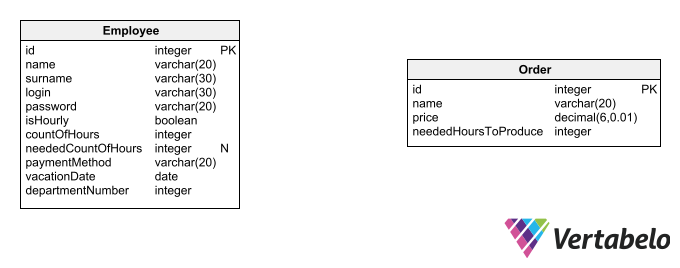 Employee
id integer PK
name varchar(20)
surname varchar(30)
login varchar(30)
password varchar(20)
isHourly boolean
countOfHours integer
neededCountOfHours integer N
paymentMethod varchar(20)
vacationDate date
departmentNumber integer
Order
id integer PK
name varchar(20)
price decimal(6,0.01)
neededHoursToProduce integer
Vertabelo